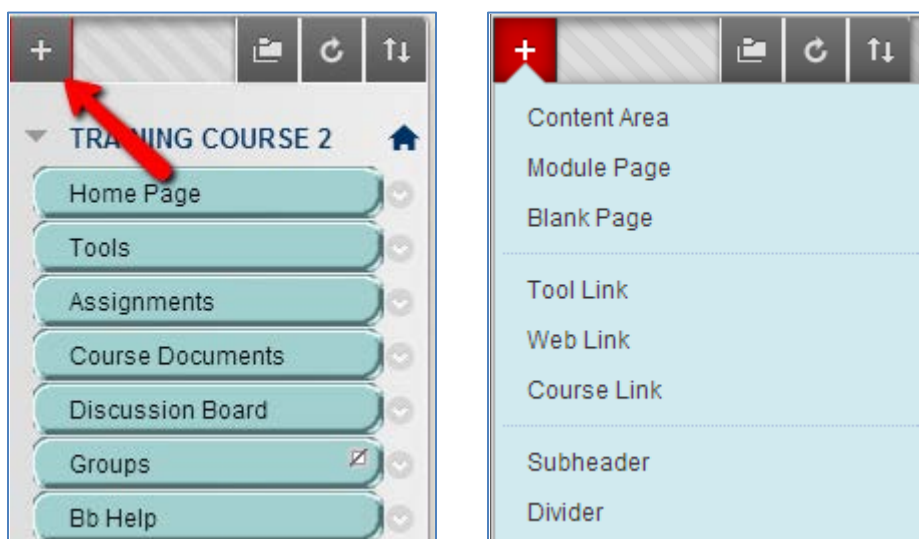 TRAINING COURSE 2
Home Page
Tools
Assignments
Course Documents
Discussion Board
Groups
Bb Help
Content Area
Module Page
Blank Page
Tool Link
Web Link
Course Link
Subheader
Divider